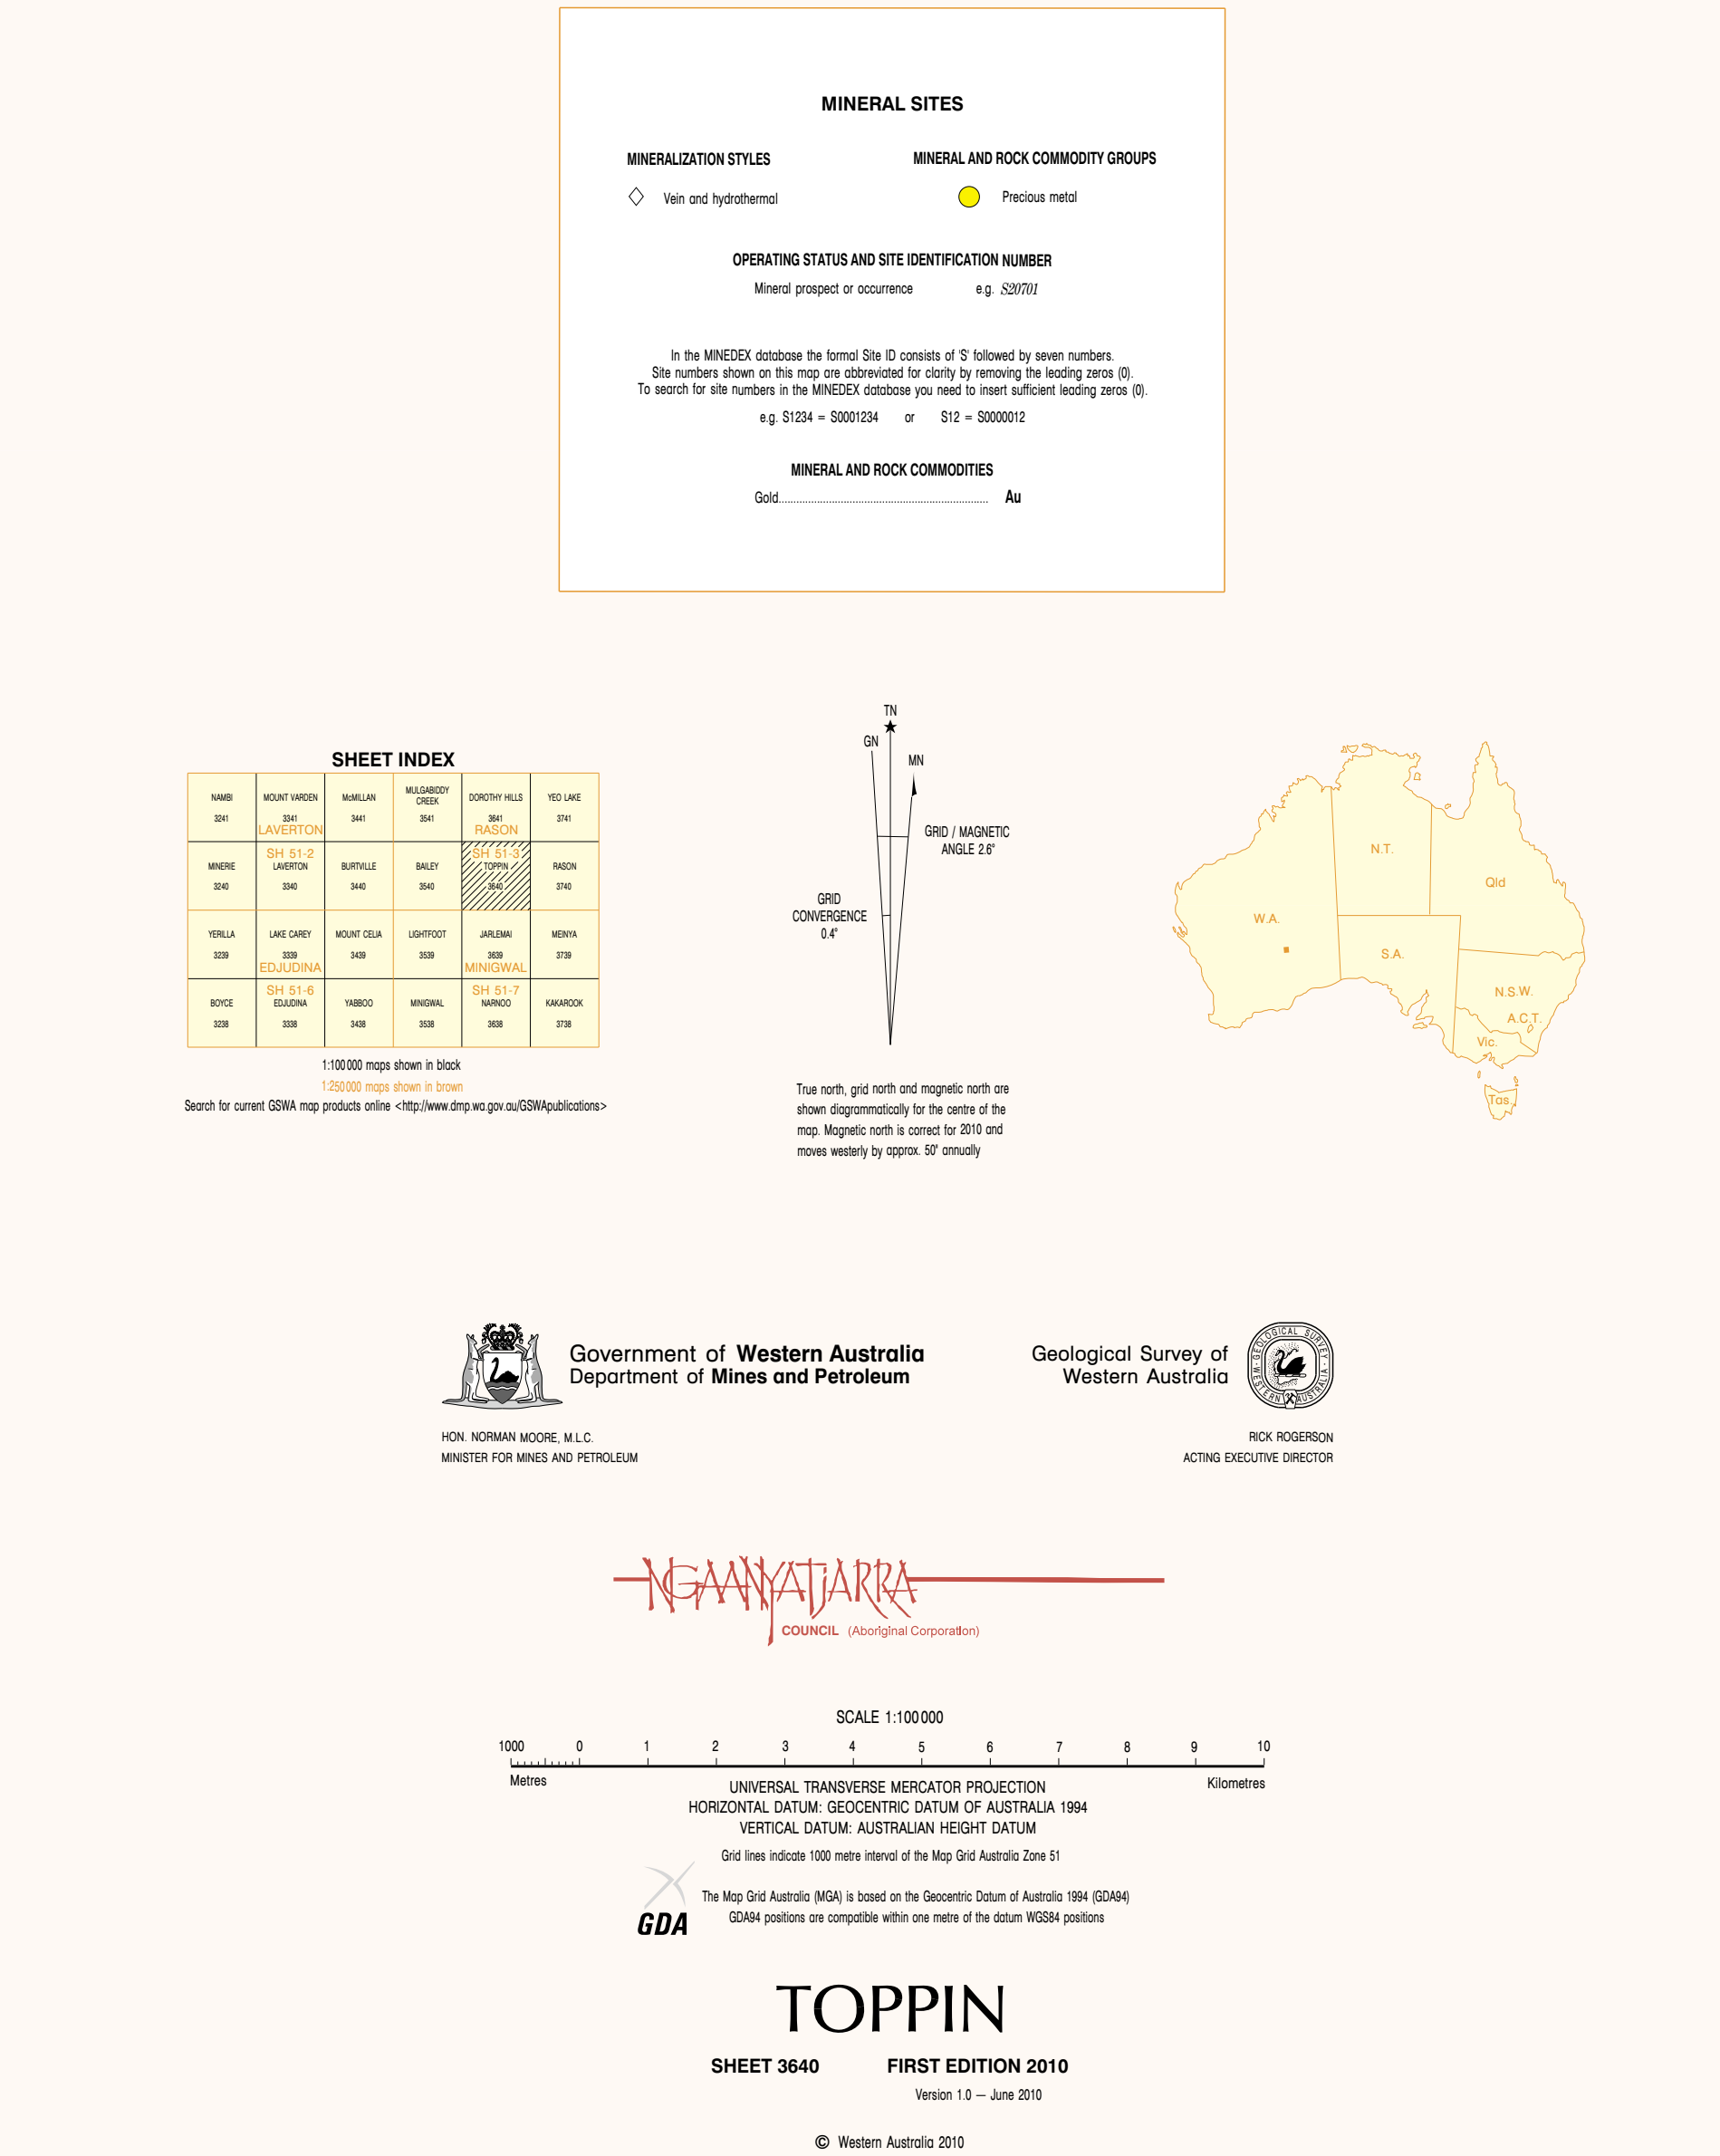 MINERAL SITES
MINERALIZATION STYLES
MINERAL AND ROCK COMMODITY GROUPS
Vein and hydrothermal
Precious metal
OPERATING STATUS AND SITE IDENTIFICATION NUMBER
Mineral prospect or occurrence e.g. S20701
In the MINEDEX database the formal Site ID consists of 'S' followed by seven numbers.
Site numbers shown on this map are abbreviated for clarity by removing the leading zeros (0).
To search for site numbers in the MINEDEX database you need to insert sufficient leading zeros (0).
e.g. S1234 = S0001234 or S12 = S0000012
MINERAL AND ROCK COMMODITIES
Gold....................................................................... Au
SHEET INDEX
NAMBI MOUNT VARDEN McMILLAN MULGABIDDY CREEK DOROTHY HILLS YEO LAKE
3241 3341 3441 3541 3641 3741
LAVERTON RASON
SH 51-2 SH 51-3
MINERIE LAVERTON BURTVILLE BAILEY TOPPIN RASON
3240 3340 3440 3540 3640 3740
YERILLA LAKE CAREY MOUNT CELIA LIGHTFOOT JARLEMAI MEINYA
3239 3339 3439 3539 3639 3739
EDJUDINA MINIGWAL
SH 51-6 SH 51-7
BOYCE EDJUDINA YABBOO MINIGWAL NARNOO KAKAROOK
3238 3338 3438 3538 3638 3738
1:100 000 maps shown in black
1:250 000 maps shown in brown
Search for current GSWA map products online <http://www.dmp.wa.gov.au/GSWApublications>
TN
GN
MN
GRID / MAGNETIC
ANGLE 2.6°
GRID
CONVERGENCE
0.4°
True north, grid north and magnetic north are
shown diagrammatically for the centre of the
map. Magnetic north is correct for 2010 and
moves westerly by approx. 50" annually
N.T.
Qld
W.A.
S.A.
N.S.W.
A.C.T.
Vic.
Tas.
Government of Western Australia
Department of Mines and Petroleum
HON. NORMAN MOORE, M.L.C.
MINISTER FOR MINES AND PETROLEUM
Geological Survey of
Western Australia
GEOLOGICAL SURVEY
WESTERN AUSTRALIA
RICK ROGERSON
ACTING EXECUTIVE DIRECTOR
NGAANYATJARRA
COUNCIL (Aboriginal Corporation)
SCALE 1:100 000
1000 0 1 2 3 4 5 6 7 8 9 10
Metres Kilometres
UNIVERSAL TRANSVERSE MERCATOR PROJECTION
HORIZONTAL DATUM: GEOCENTRIC DATUM OF AUSTRALIA 1994
VERTICAL DATUM: AUSTRALIAN HEIGHT DATUM
Grid lines indicate 1000 metre interval of the Map Grid Australia Zone 51
GDA
The Map Grid Australia (MGA) is based on the Geocentric Datum of Australia 1994 (GDA94)
GDA94 positions are compatible within one metre of the datum WGS84 positions
TOPPIN
SHEET 3640 FIRST EDITION 2010
Version 1.0 — June 2010
© Western Australia 2010